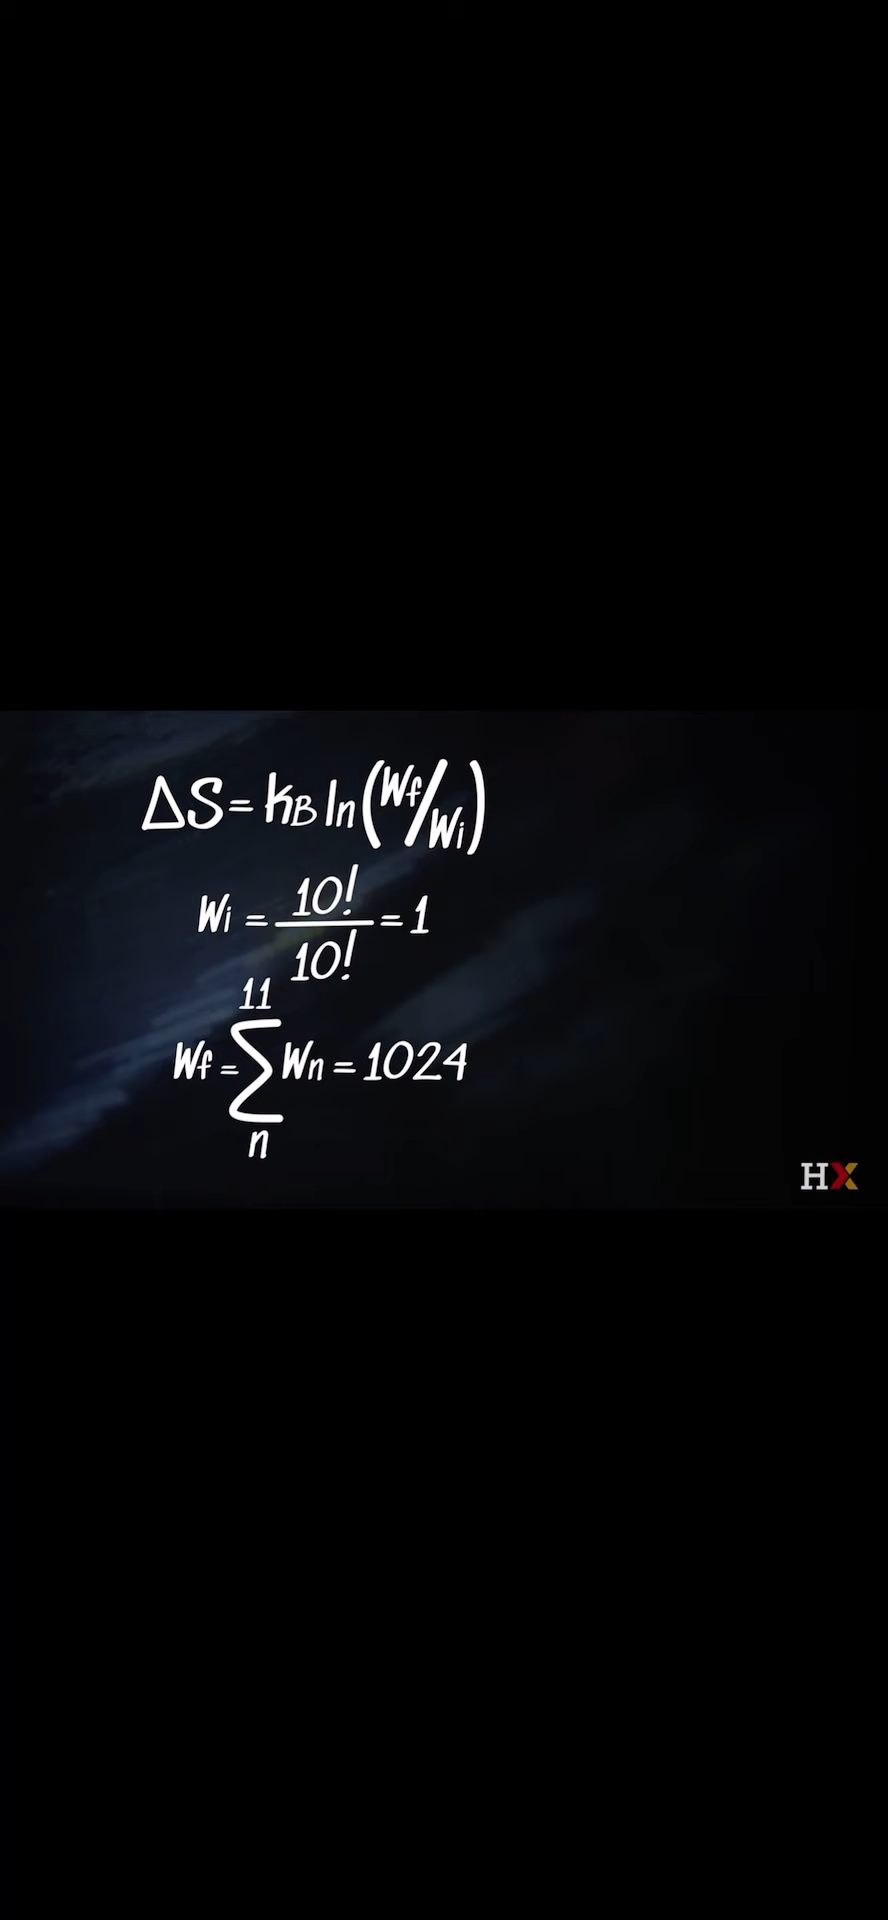 ΔS = kB ln(Wf/Wi)
Wi = 10!/10! = 1
11
Wf = Σ Wn = 1024
n
HX